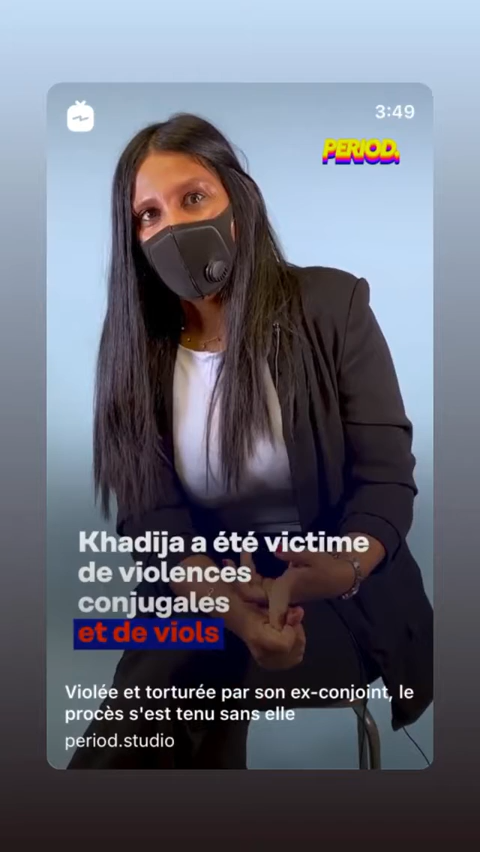 3:49
PERIOD.
Khadija a été victime
de violences
conjugales
et de viols
Violée et torturée par son ex-conjoint, le
procès s'est tenu sans elle
period.studio